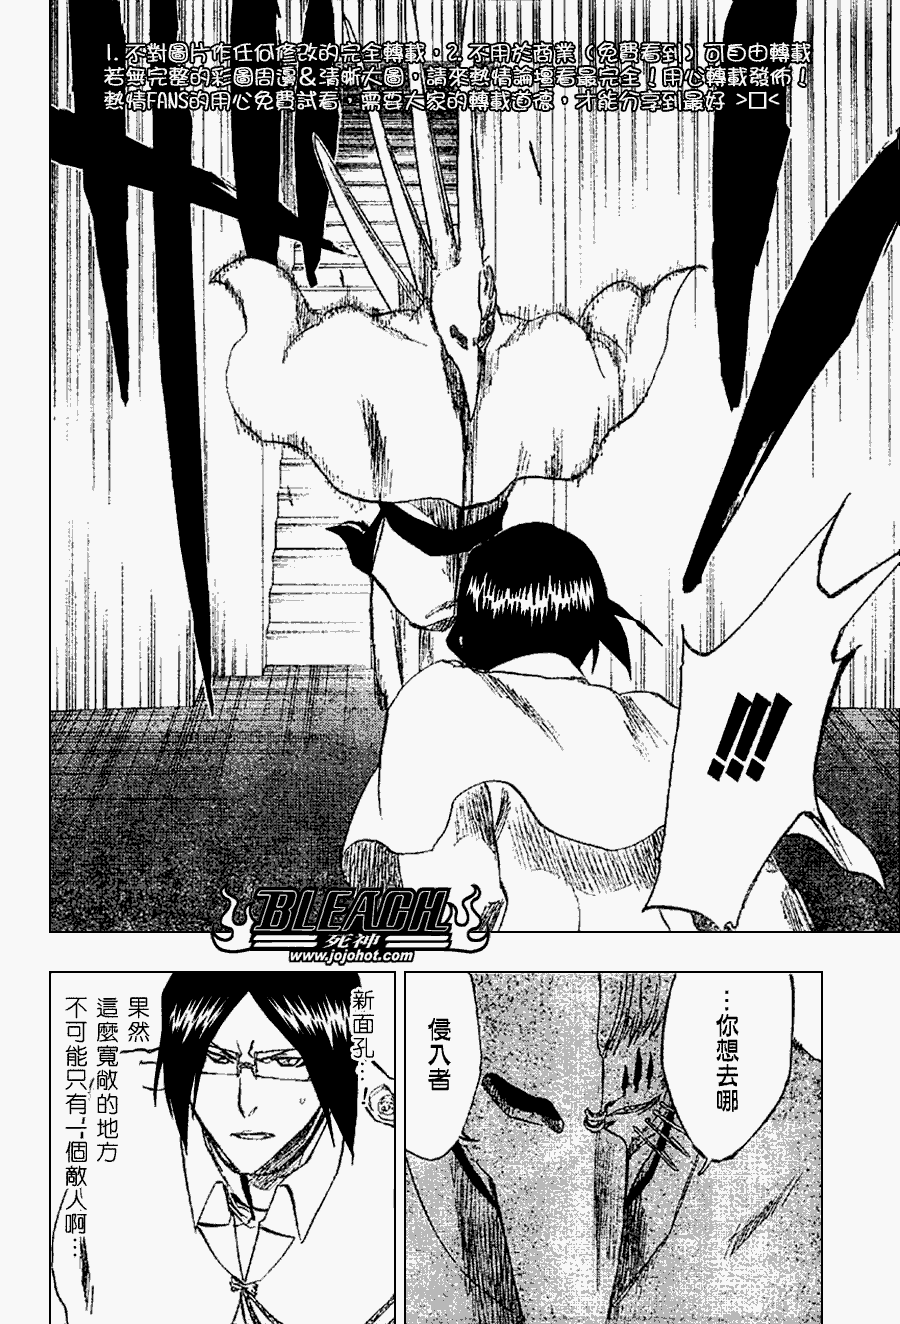 1. 不對圖片作任何修改的完全轉載，2. 不用於商業（免費看到）可自由轉載
若無完整的彩圖周漫&清晰大圖，請來熱情論壇看最完全！用心轉載發佈！
熱情FANS的用心免費試看，需要大家的轉載道德，才能分享到最好 >口<
!!!!
BLEACH
死神
www.jojohot.com
…你想去哪
侵入者
新面孔…！
果然
這麼寬敞的地方
不可能只有一個敵人啊…